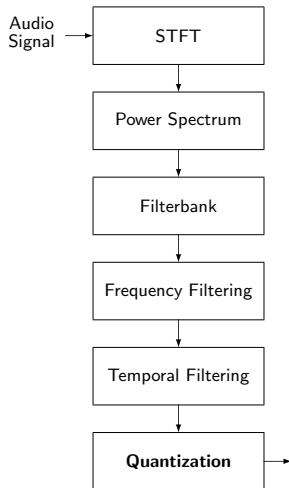 Audio
Signal
STFT
Power Spectrum
Filterbank
Frequency Filtering
Temporal Filtering
Quantization